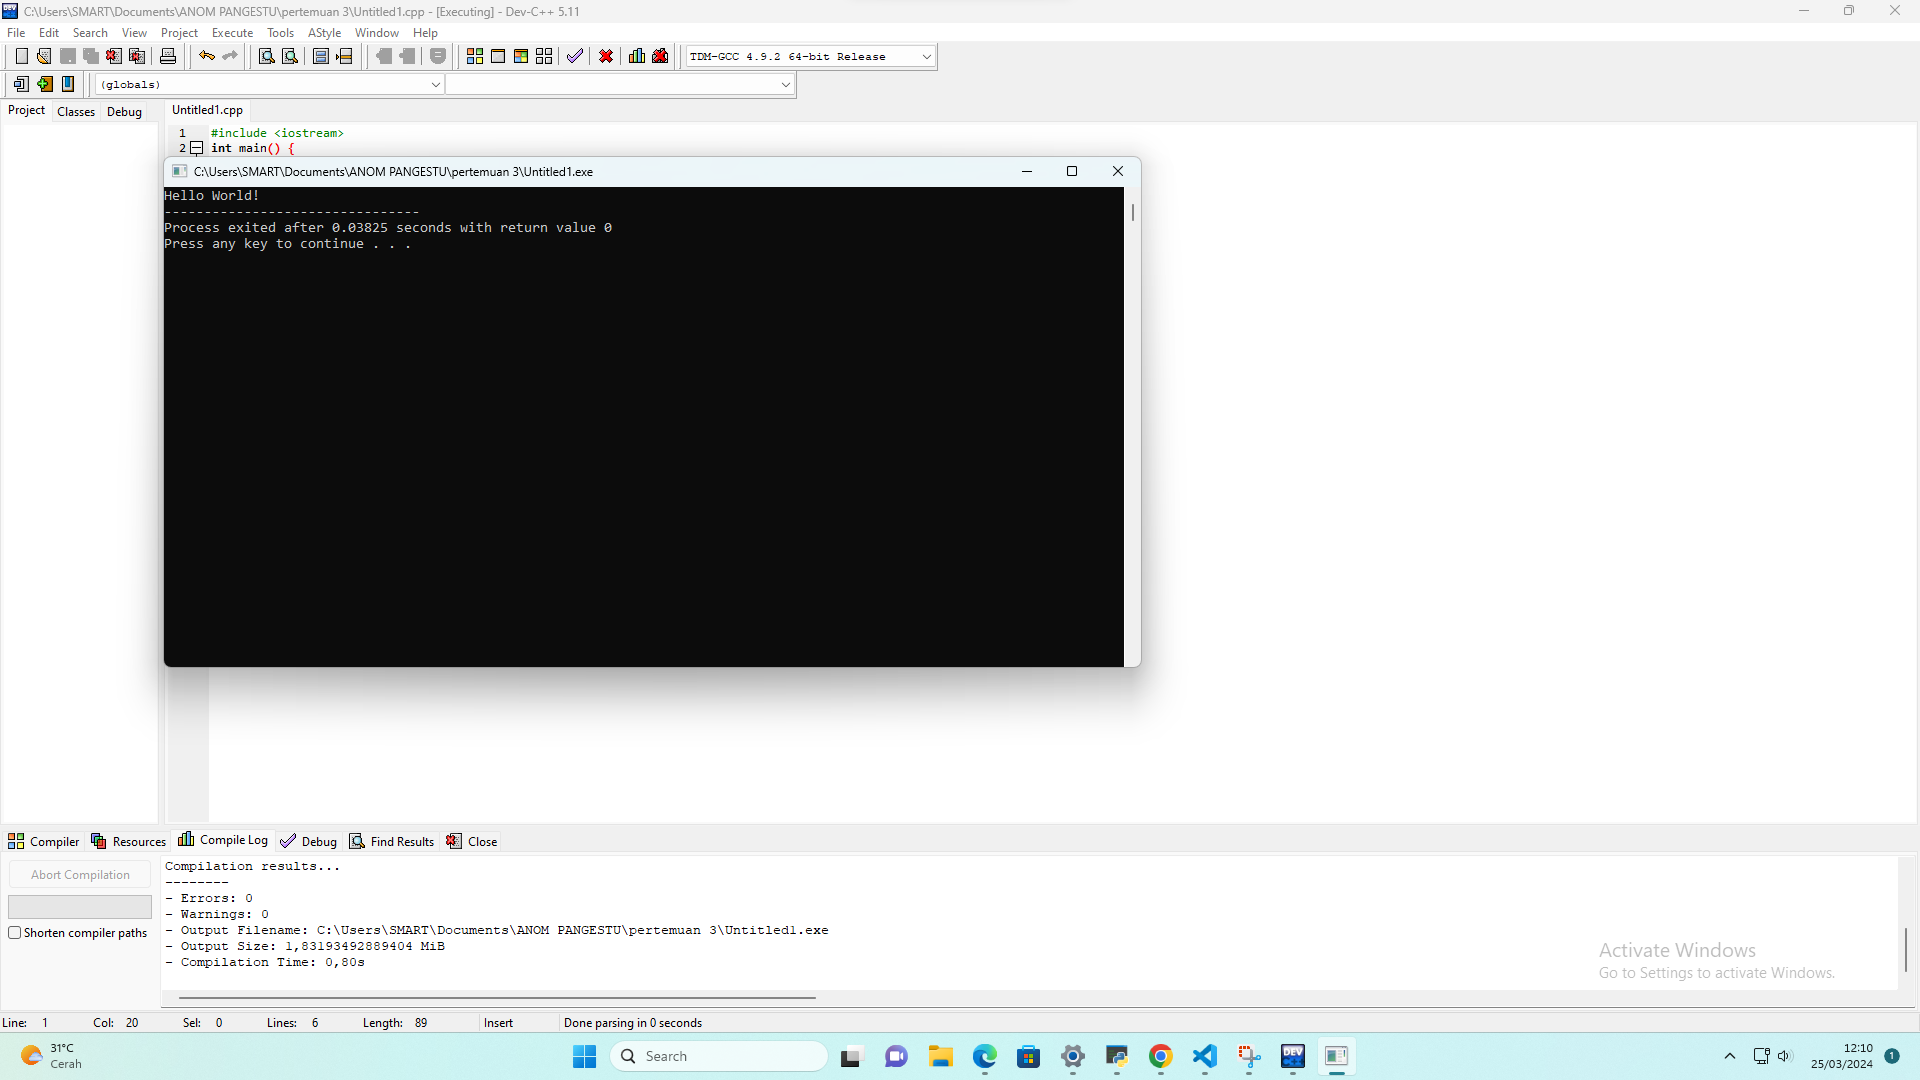 C:\Users\SMART\Documents\ANOM PANGESTU\pertemuan 3\Untitled1.cpp - [Executing] - Dev-C++ 5.11
File Edit Search View Project Execute Tools AStyle Window Help
TDM-GCC 4.9.2 64-bit Release
(globals)
Project Classes Debug Untitled1.cpp
1 #include <iostream>
2 int main() {
C:\Users\SMART\Documents\ANOM PANGESTU\pertemuan 3\Untitled1.exe
Hello World!
--------------------------------
Process exited after 0.03825 seconds with return value 0
Press any key to continue . . .
Compiler Resources Compile Log Debug Find Results Close
Abort Compilation
Shorten compiler paths
Compilation results...
--------
- Errors: 0
- Warnings: 0
- Output Filename: C:\Users\SMART\Documents\ANOM PANGESTU\pertemuan 3\Untitled1.exe
- Output Size: 1,83193492889404 MiB
- Compilation Time: 0,80s
Activate Windows
Go to Settings to activate Windows.
Line: 1 Col: 20 Sel: 0 Lines: 6 Length: 89 Insert Done parsing in 0 seconds
31°C
Cerah
Search
DEV
12:10
25/03/2024
1